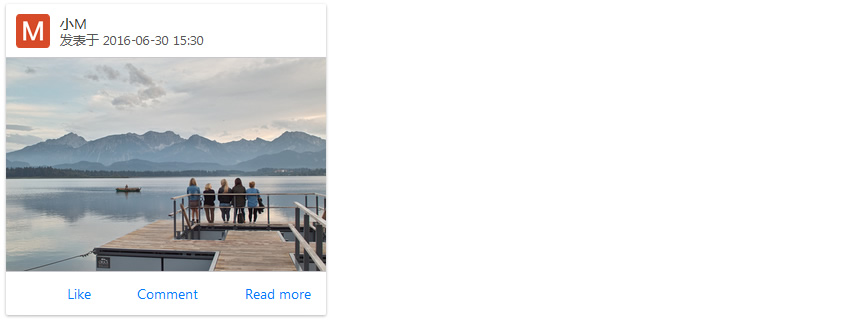 M
小M
发表于 2016-06-30 15:30
Like Comment Read more